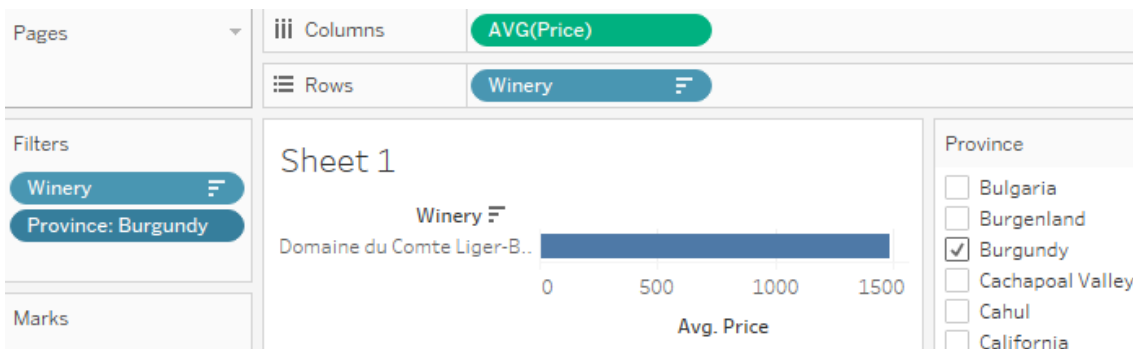 Pages
Columns
AVG(Price)
Rows
Winery
Filters
Winery
Province: Burgundy
Marks
Sheet 1
Winery
Domaine du Comte Liger-B..
0 500 1000 1500
Avg. Price
Province
Bulgaria
Burgenland
Burgundy
Cachapoal Valley
Cahul
California